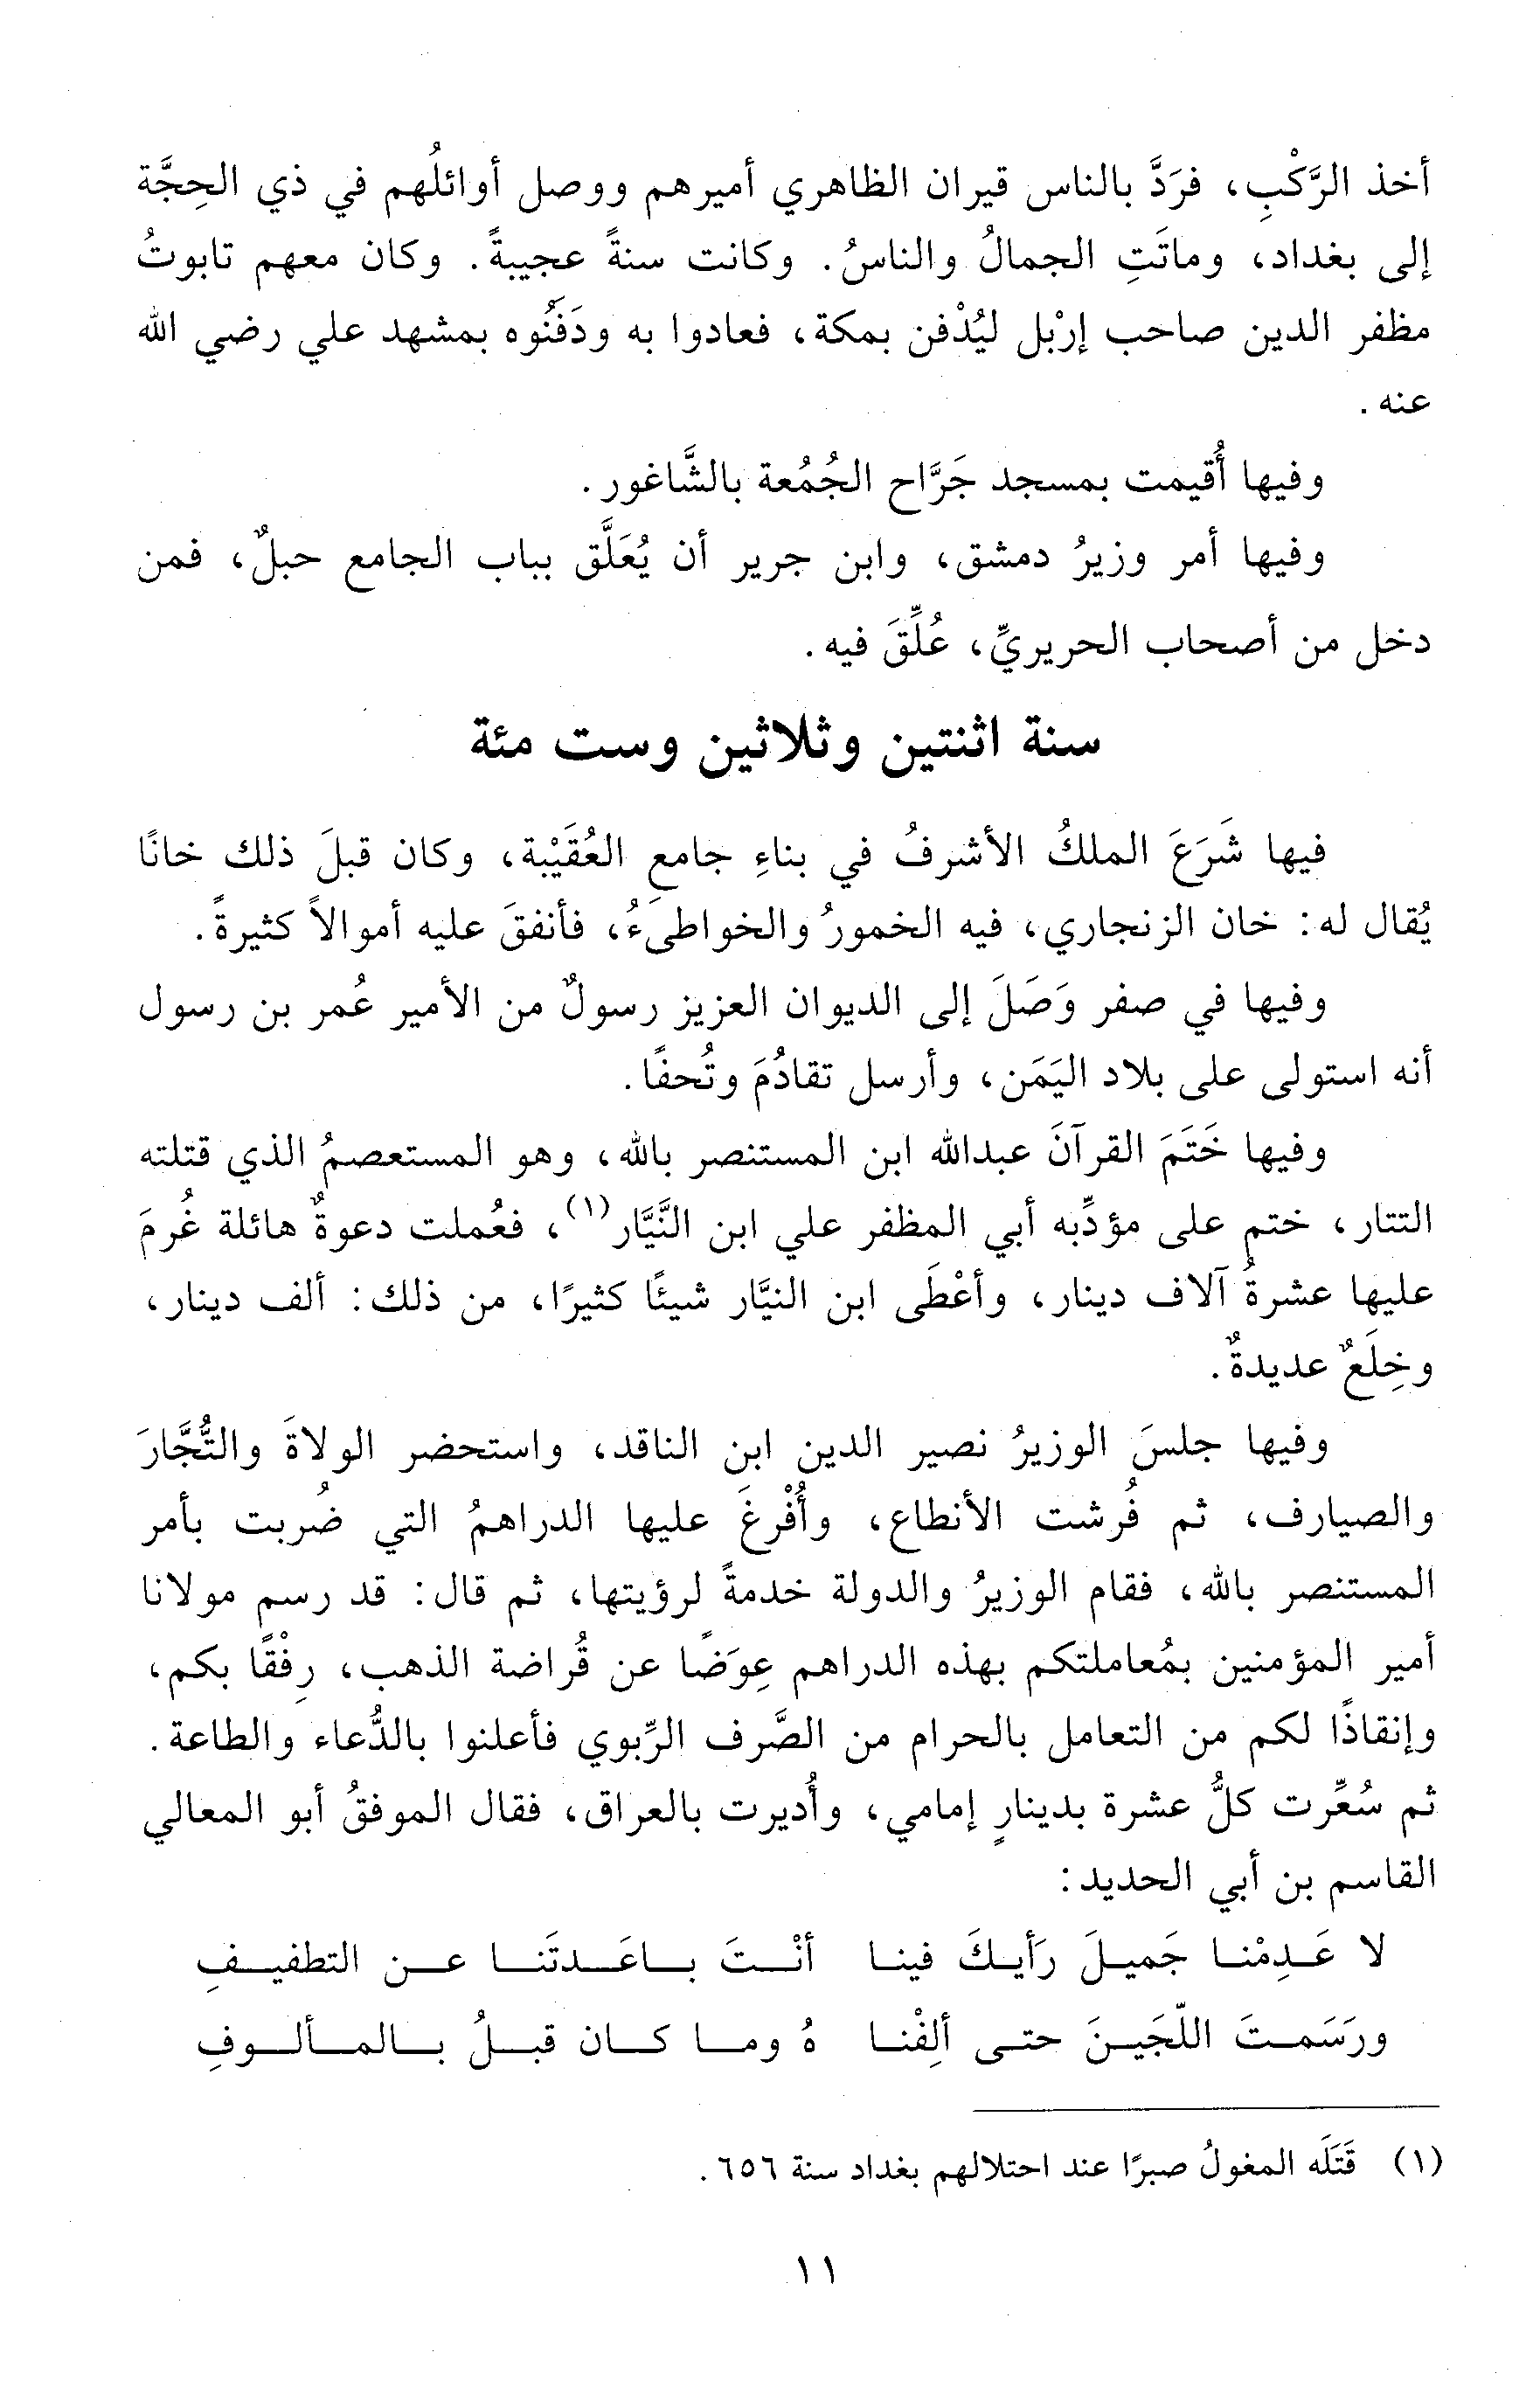 أخذ الرَّكْبِ، فرَدَّ بالناس قيران الظاهري أميرهم ووصل أوائلُهم في ذي الحِجَّة
إلى بغداد، وماتَتِ الجمالُ والناسُ. وكانت سنةً عجيبةً. وكان معهم تابوتُ
مظفر الدين صاحب إرْبل ليُدْفن بمكة، فعادوا به ودَفَنُوه بمشهد علي رضي الله
عنه.
وفيها أُقيمت بمسجد جَرَّاح الجُمُعة بالشَّاغور.
وفيها أمر وزيرُ دمشق، وابن جرير أن يُعَلَّق بباب الجامع حبلٌ، فمن
دخل من أصحاب الحريريِّ، عُلِّقَ فيه.
سنة اثنتين وثلاثين وست مئة
فيها شَرَعَ الملكُ الأشرفُ في بناءِ جامعِ العُقَيْبة، وكان قبلَ ذلك خانًا
يُقال له: خان الزنجاري، فيه الخمورُ والخواطىءُ، فأنفقَ عليه أموالاً كثيرةً.
وفيها في صفر وَصَلَ إلى الديوان العزيز رسولٌ من الأمير عُمر بن رسول
أنه استولى على بلاد اليَمَن، وأرسل تقادُمَ وتُحفًا.
وفيها خَتَمَ القرآنَ عبدالله ابن المستنصر بالله، وهو المستعصمُ الذي قتلته
التتار، ختم على مؤدِّبه أبي المظفر علي ابن النَّيَّار(١)، فعُملت دعوةٌ هائلة غُرمَ
عليها عشرةُ آلاف دينار، وأعْطَى ابن النيَّار شيئًا كثيرًا، من ذلك: ألف دينار،
وخِلَعٌ عديدةٌ.
وفيها جلسَ الوزيرُ نصير الدين ابن الناقد، واستحضر الولاةَ والتُّجَّارَ
والصيارف، ثم فُرشت الأنطاع، وأُفْرغَ عليها الدراهمُ التي ضُربت بأمر
المستنصر بالله، فقام الوزيرُ والدولة خدمةً لرؤيتها، ثم قال: قد رسم مولانا
أمير المؤمنين بمُعاملتكم بهذه الدراهم عِوَضًا عن قُراضة الذهب، رِفْقًا بكم،
وإنقاذًا لكم من التعامل بالحرام من الصَّرف الرِّبوي فأعلنوا بالدُّعاء والطاعة.
ثم سُعِّرت كلُّ عشرة بدينارٍ إمامي، وأُديرت بالعراق، فقال الموفقُ أبو المعالي
القاسم بن أبي الحديد:
لا عَـدِمْنـا جَميـلَ رَأيـكَ فينـا أنْـتَ بـاعَـدتَنـا عـن التطفيـفِ
ورَسَمـتَ اللّجَيـنَ حتـى ألِفْنـا هُ ومـا كـان قبـلُ بـالمـألـوفِ
(١) قَتَلَه المغولُ صبرًا عند احتلالهم بغداد سنة ٦٥٦.
١١